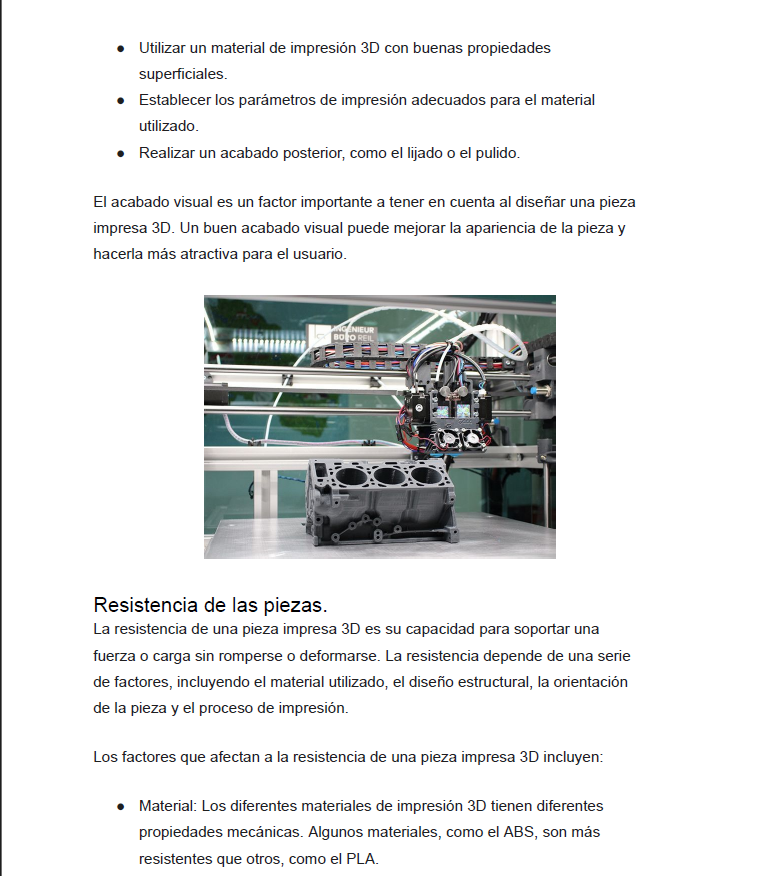 ● Utilizar un material de impresión 3D con buenas propiedades
superficiales.
● Establecer los parámetros de impresión adecuados para el material
utilizado.
● Realizar un acabado posterior, como el lijado o el pulido.
El acabado visual es un factor importante a tener en cuenta al diseñar una pieza
impresa 3D. Un buen acabado visual puede mejorar la apariencia de la pieza y
hacerla más atractiva para el usuario.
INGENIEUR
BÜRO REIL
Resistencia de las piezas.
La resistencia de una pieza impresa 3D es su capacidad para soportar una
fuerza o carga sin romperse o deformarse. La resistencia depende de una serie
de factores, incluyendo el material utilizado, el diseño estructural, la orientación
de la pieza y el proceso de impresión.
Los factores que afectan a la resistencia de una pieza impresa 3D incluyen:
● Material: Los diferentes materiales de impresión 3D tienen diferentes
propiedades mecánicas. Algunos materiales, como el ABS, son más
resistentes que otros, como el PLA.